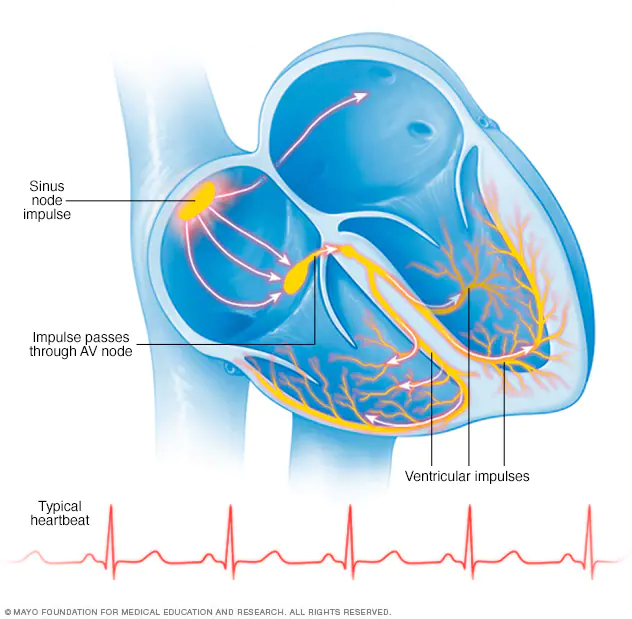 Sinus
node
impulse
Impulse passes
through AV node
Ventricular impulses
Typical
heartbeat
© MAYO FOUNDATION FOR MEDICAL EDUCATION AND RESEARCH. ALL RIGHTS RESERVED.